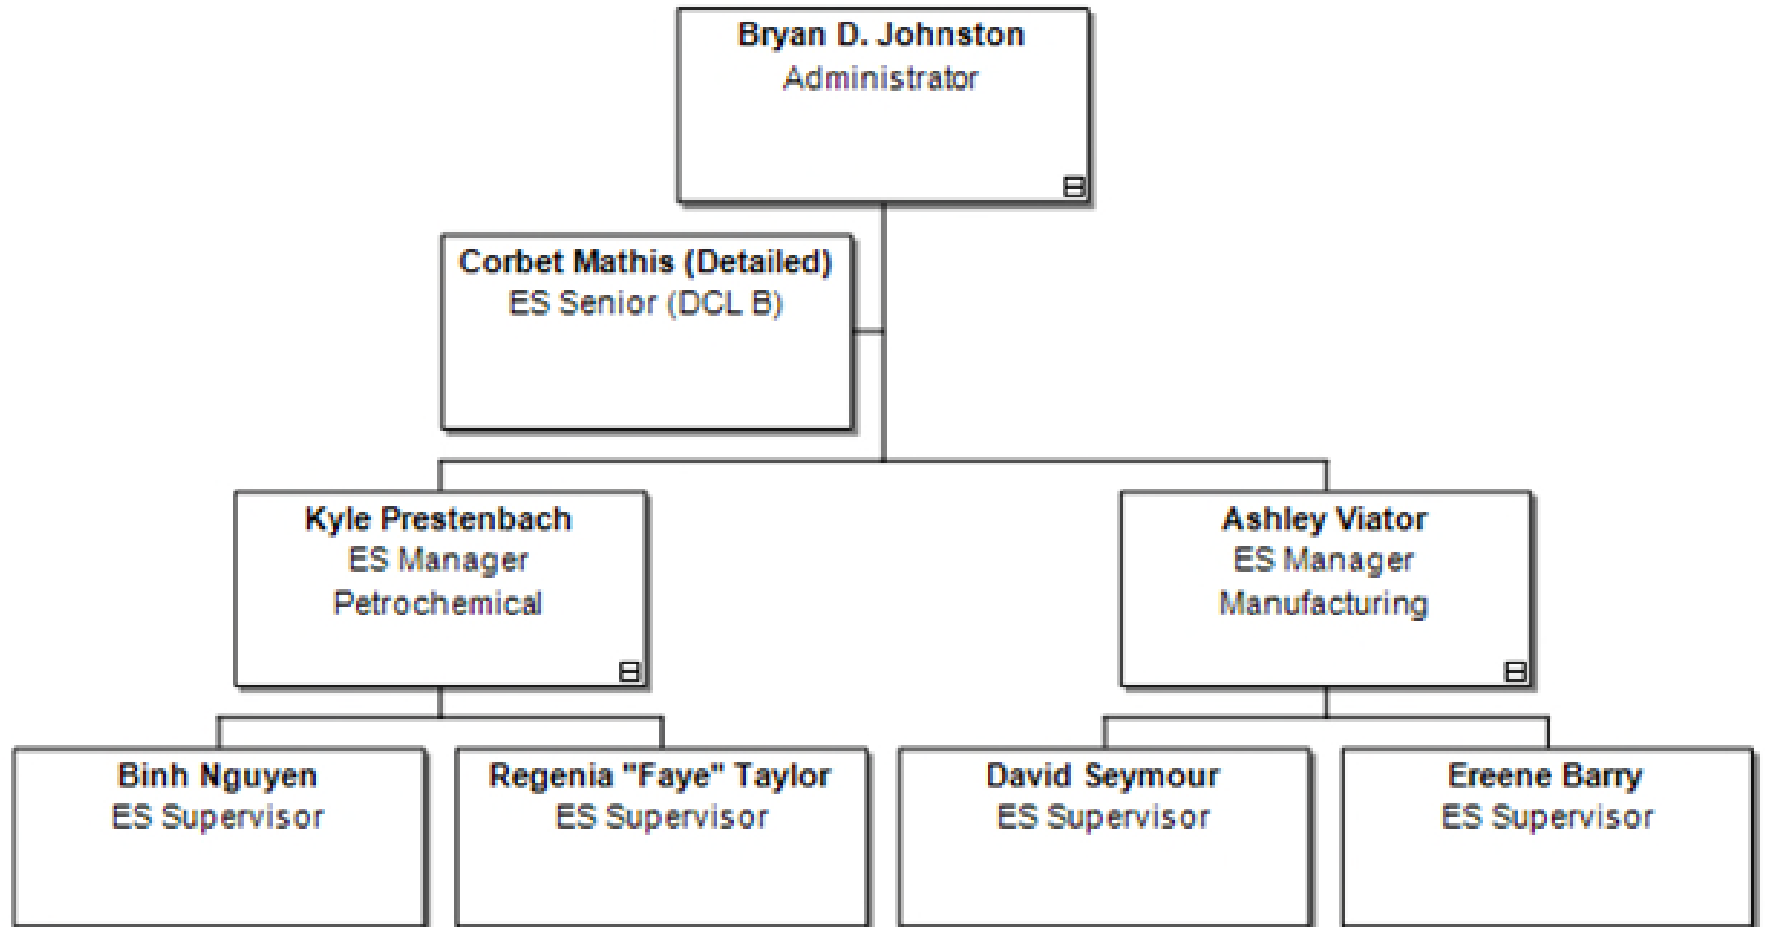 Bryan D. Johnston
Administrator
Corbet Mathis (Detailed)
ES Senior (DCL B)
Kyle Prestenbach
ES Manager
Petrochemical
Ashley Viator
ES Manager
Manufacturing
Binh Nguyen
ES Supervisor
Regenia "Faye" Taylor
ES Supervisor
David Seymour
ES Supervisor
Ereene Barry
ES Supervisor